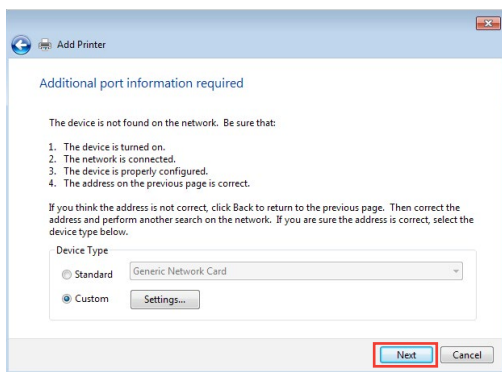 Add Printer
Additional port information required
The device is not found on the network. Be sure that:
1. The device is turned on.
2. The network is connected.
3. The device is properly configured.
4. The address on the previous page is correct.
If you think the address is not correct, click Back to return to the previous page. Then correct the
address and perform another search on the network. If you are sure the address is correct, select the
device type below.
Device Type
Standard
Generic Network Card
Custom
Settings...
Next
Cancel